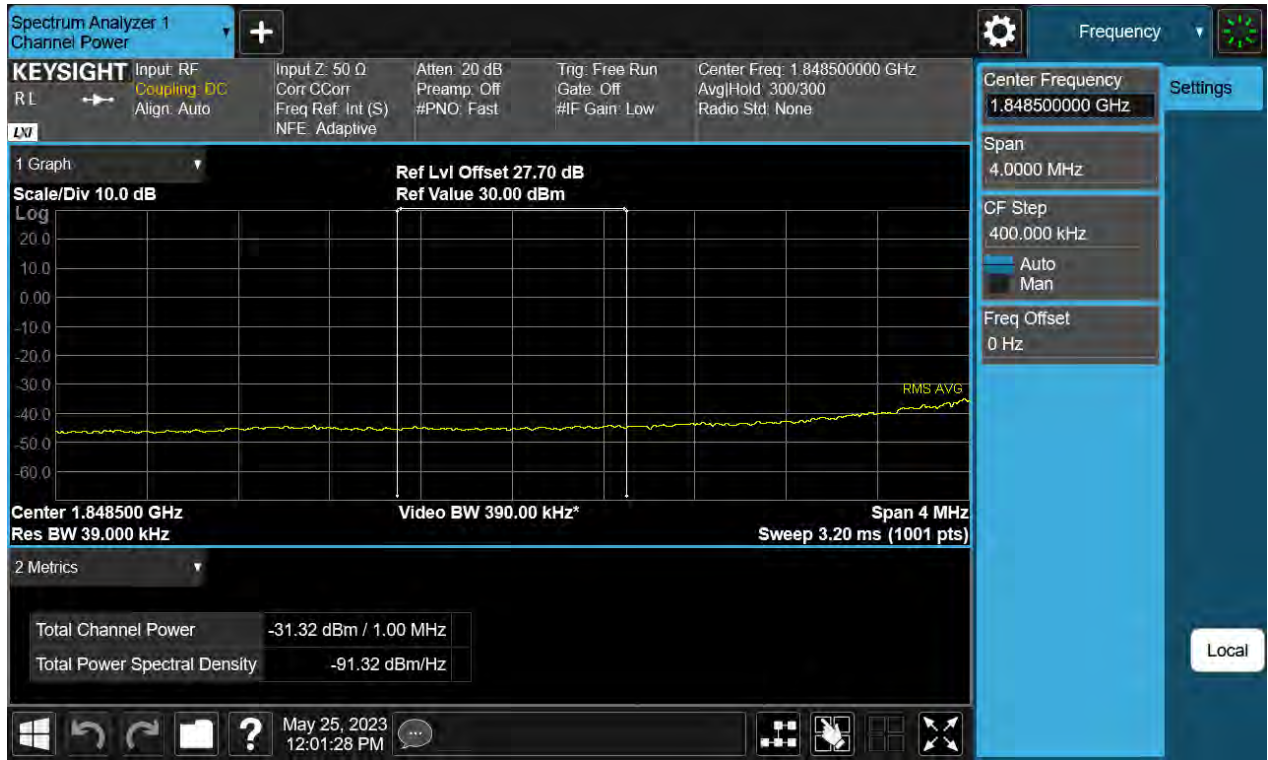 Spectrum Analyzer 1
Channel Power
+
Frequency
KEYSIGHT
RL
LXI
Input: RF
Coupling: DC
Align: Auto
Input Z: 50 Ω
Corr CCorr
Freq Ref: Int (S)
NFE: Adaptive
Atten: 20 dB
Preamp: Off
#PNO: Fast
Trig: Free Run
Gate: Off
#IF Gain: Low
Center Freq: 1.848500000 GHz
Avg|Hold: 300/300
Radio Std: None
Center Frequency
1.848500000 GHz
Settings
Span
4.0000 MHz
CF Step
400.000 kHz
Auto
Man
Freq Offset
0 Hz
1 Graph
Scale/Div 10.0 dB
Ref Lvl Offset 27.70 dB
Ref Value 30.00 dBm
Log
20.0
10.0
0.00
-10.0
-20.0
-30.0
-40.0
-50.0
-60.0
RMS AVG
Center 1.848500 GHz
Video BW 390.00 kHz*
Span 4 MHz
Res BW 39.000 kHz
Sweep 3.20 ms (1001 pts)
2 Metrics
Total Channel Power -31.32 dBm / 1.00 MHz
Total Power Spectral Density -91.32 dBm/Hz
Local
?
May 25, 2023
12:01:28 PM